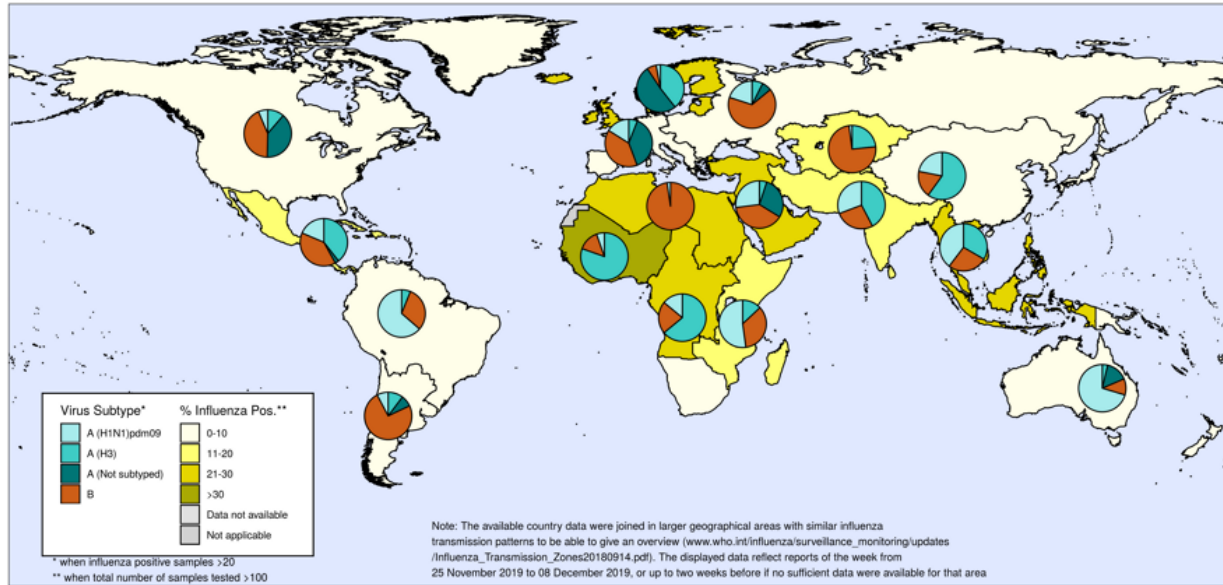 Virus Subtype*
A (H1N1)pdm09
A (H3)
A (Not subtyped)
B
% Influenza Pos.**
0-10
11-20
21-30
>30
Data not available
Not applicable
* when influenza positive samples >20
** when total number of samples tested >100
Note: The available country data were joined in larger geographical areas with similar influenza
transmission patterns to be able to give an overview (www.who.int/influenza/surveillance_monitoring/updates
/Influenza_Transmission_Zones20180914.pdf). The displayed data reflect reports of the week from
25 November 2019 to 08 December 2019, or up to two weeks before if no sufficient data were available for that area